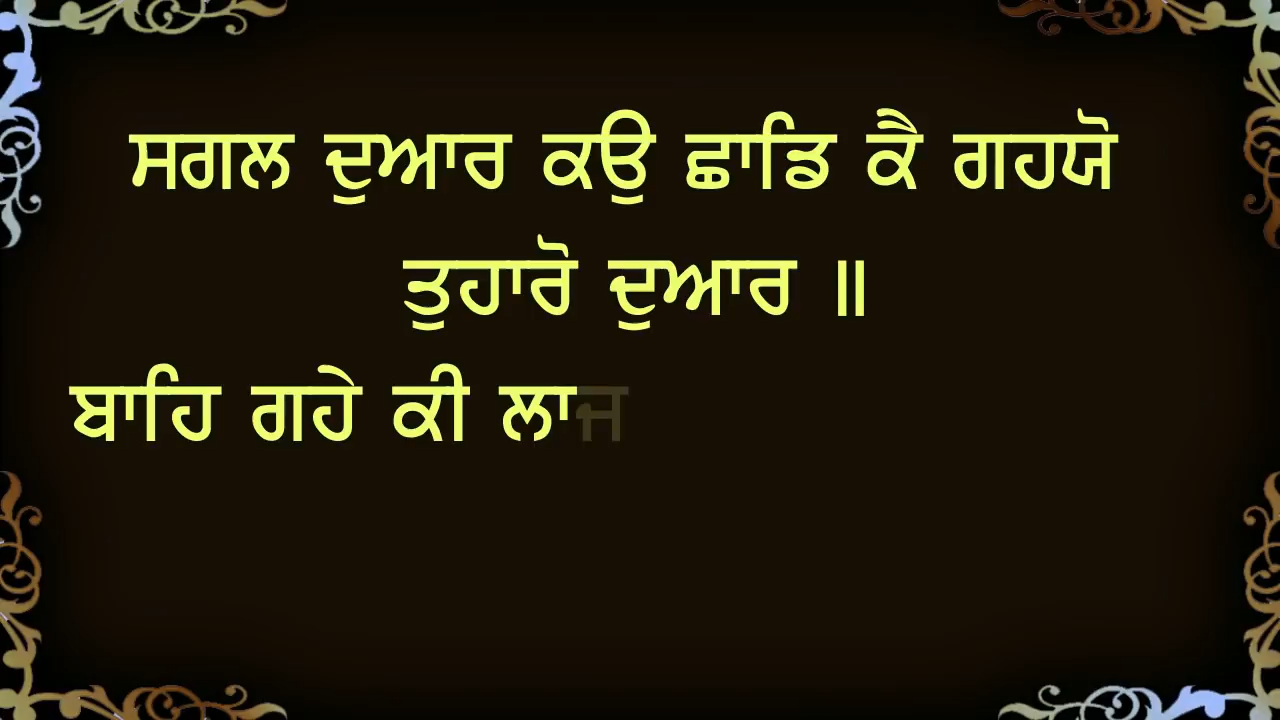 ਸਗਲ ਦੁਆਰ ਕਉ ਛਾਡਿ ਕੈ ਗਹਯੋ
ਤੁਹਾਰੋ ਦੁਆਰ ॥
ਬਾਹਿ ਗਹੇ ਕੀ ਲਾਜ